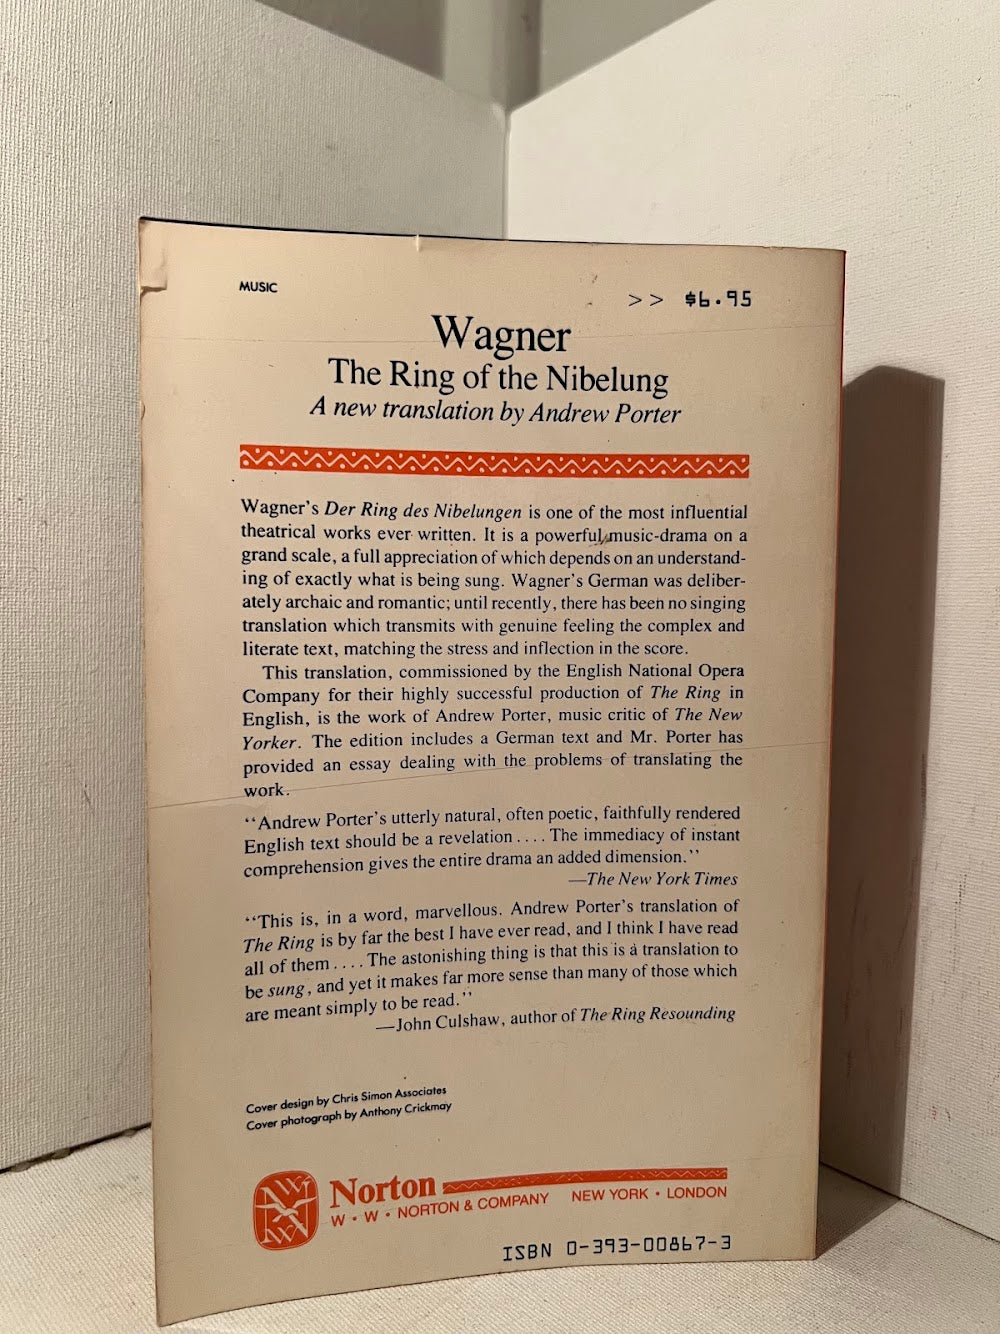 MUSIC
>> $6.95
Wagner
The Ring of the Nibelung
A new translation by Andrew Porter
Wagner's Der Ring des Nibelungen is one of the most influential
theatrical works ever written. It is a powerful music-drama on a
grand scale, a full appreciation of which depends on an understand-
ing of exactly what is being sung. Wagner's German was deliber-
ately archaic and romantic; until recently, there has been no singing
translation which transmits with genuine feeling the complex and
literate text, matching the stress and inflection in the score.
This translation, commissioned by the English National Opera
Company for their highly successful production of The Ring in
English, is the work of Andrew Porter, music critic of The New
Yorker. The edition includes a German text and Mr. Porter has
provided an essay dealing with the problems of translating the
work.
"Andrew Porter's utterly natural, often poetic, faithfully rendered
English text should be a revelation .... The immediacy of instant
comprehension gives the entire drama an added dimension."
—The New York Times
"This is, in a word, marvellous. Andrew Porter's translation of
The Ring is by far the best I have ever read, and I think I have read
all of them .... The astonishing thing is that this is a translation to
be sung, and yet it makes far more sense than many of those which
are meant simply to be read."
—John Culshaw, author of The Ring Resounding
Cover design by Chris Simon Associates
Cover photograph by Anthony Crickmay
Norton
W • W • NORTON & COMPANY NEW YORK • LONDON
ISBN 0-393-00867-3